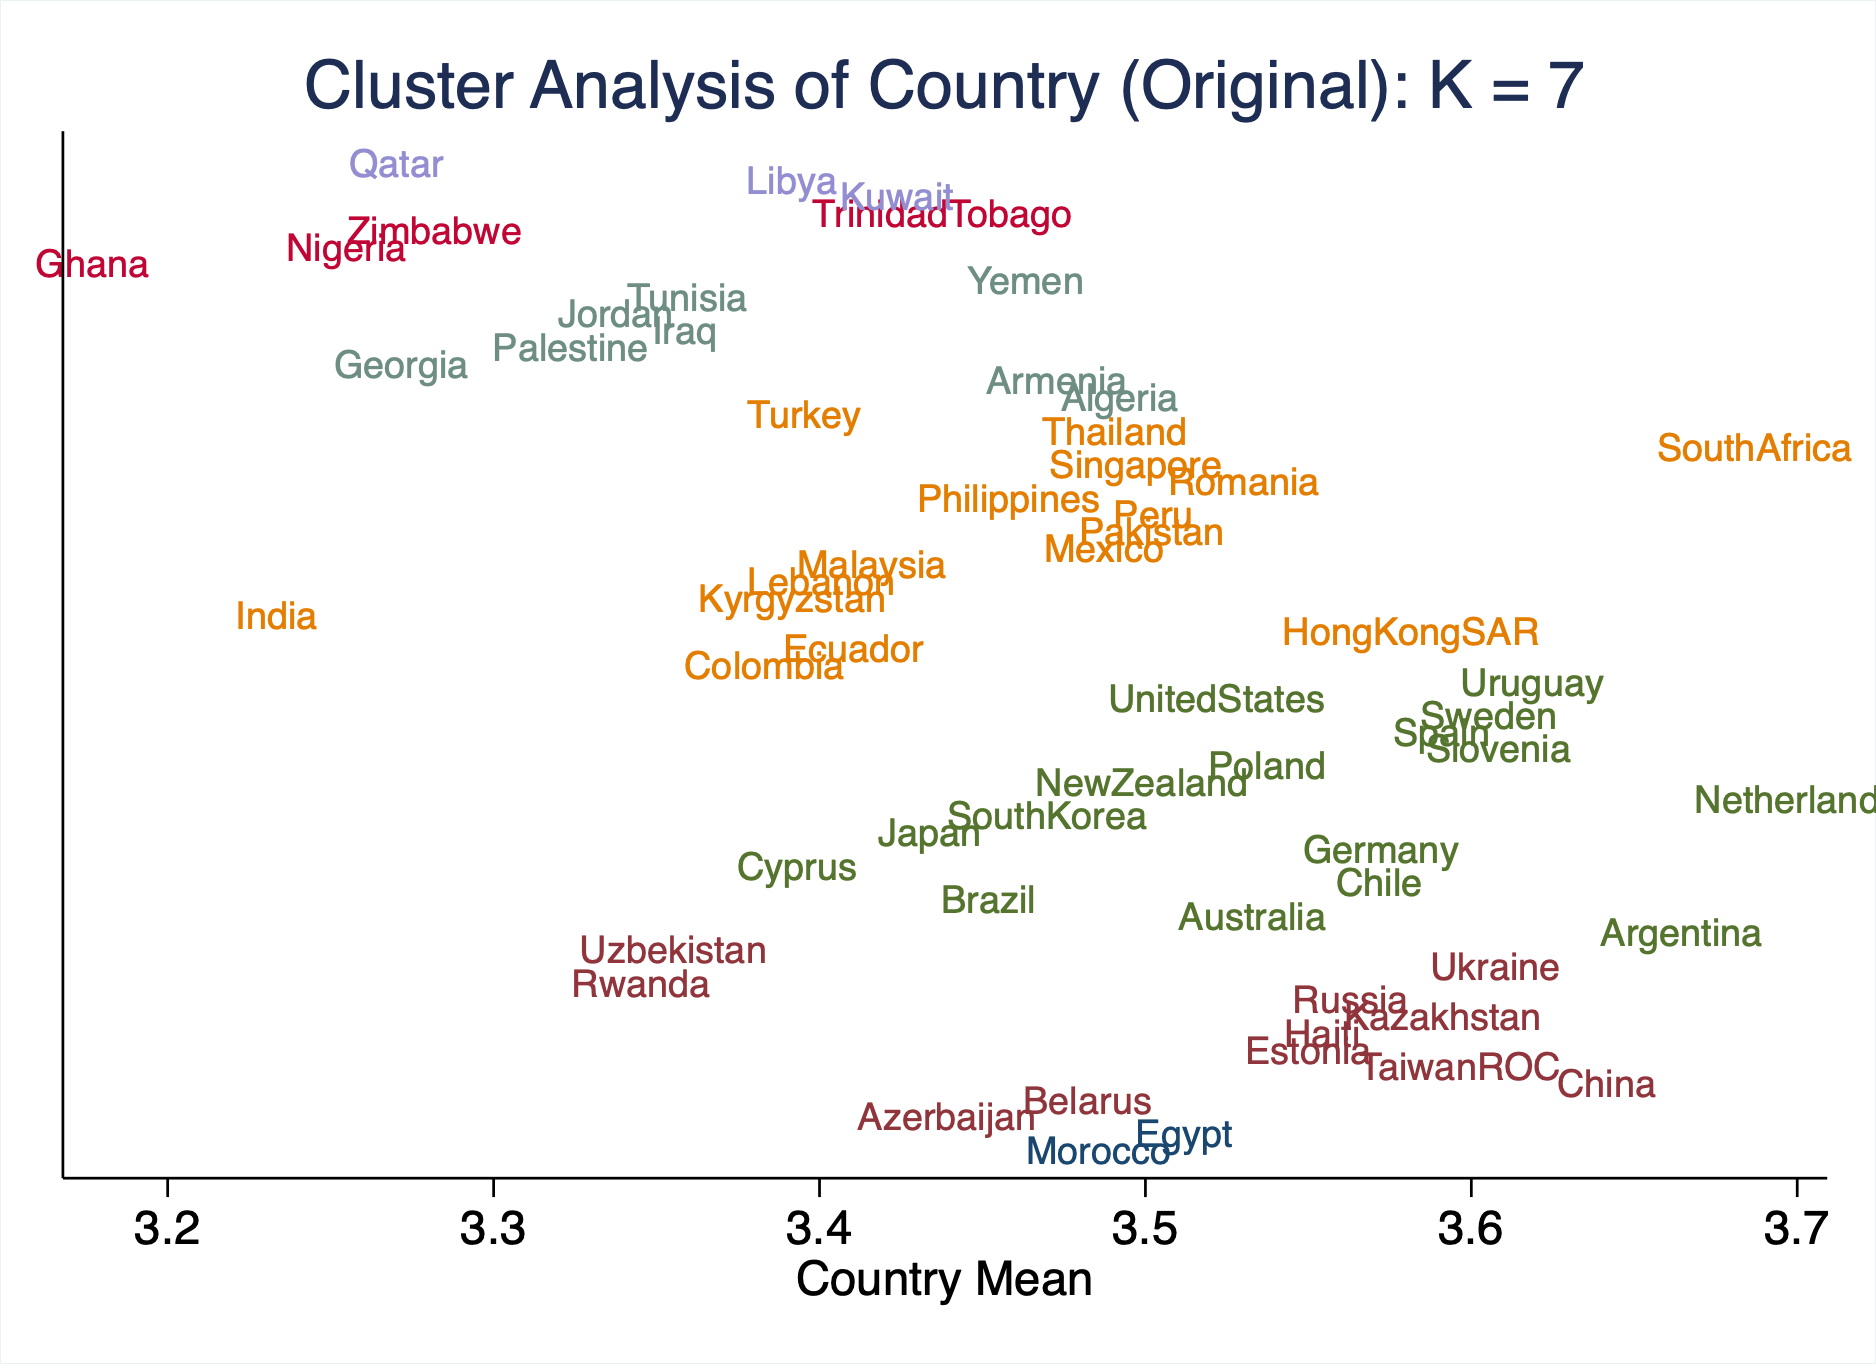 Cluster Analysis of Country (Original): K = 7
Qatar
Libya
Kuwait
TrinidadTobago
Zimbabwe
Nigeria
Ghana
Yemen
Tunisia
Jordan
Iraq
Palestine
Georgia
Armenia
Algeria
Turkey
Thailand
SouthAfrica
Singapore
Romania
Philippines
Peru
Pakistan
Mexico
Malaysia
Lebanon
Kyrgyzstan
India
HongKongSAR
Ecuador
Colombia
Uruguay
UnitedStates
Sweden
Spain
Slovenia
Poland
NewZealand
Netherland
SouthKorea
Japan
Germany
Cyprus
Chile
Brazil
Australia
Argentina
Uzbekistan
Ukraine
Rwanda
Russia
Kazakhstan
Haiti
Estonia
TaiwanROC
China
Belarus
Azerbaijan
Egypt
Morocco
3.2 3.3 3.4 3.5 3.6 3.7
Country Mean